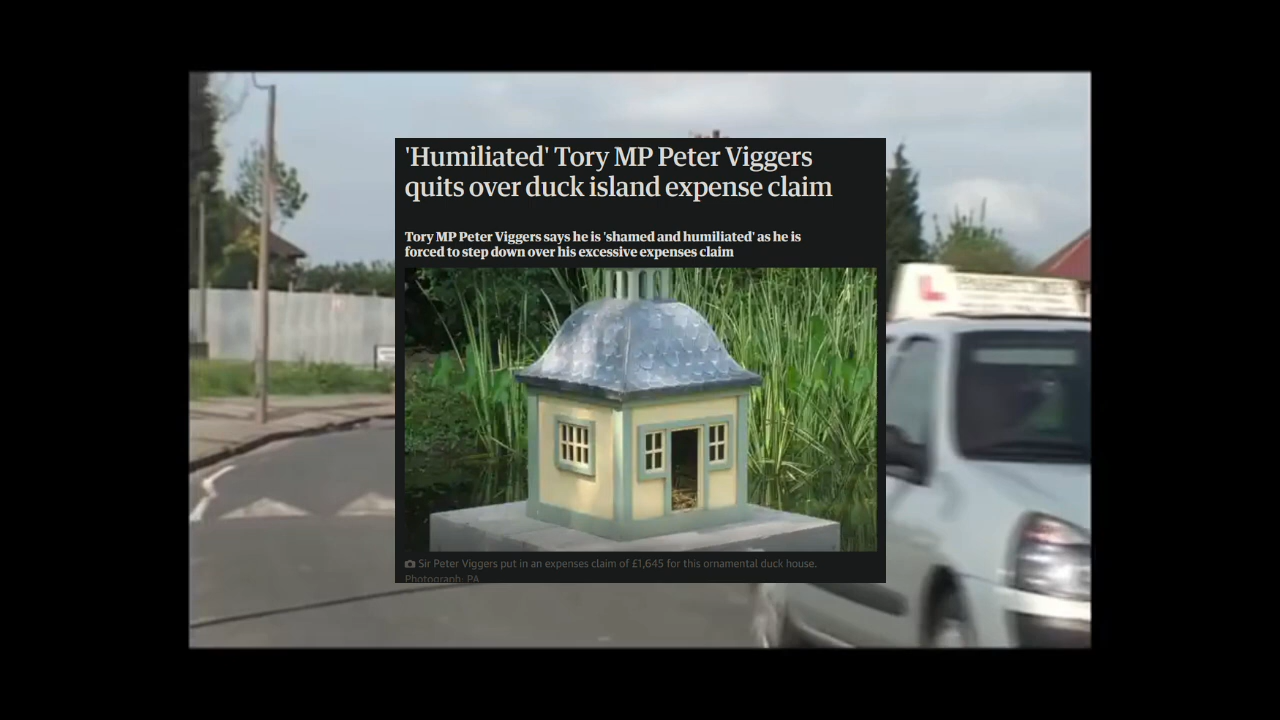 'Humiliated' Tory MP Peter Viggers
quits over duck island expense claim
Tory MP Peter Viggers says he is 'shamed and humiliated' as he is
forced to step down over his excessive expenses claim
Sir Peter Viggers put in an expenses claim of £1,645 for this ornamental duck house.
Photograph: PA
L